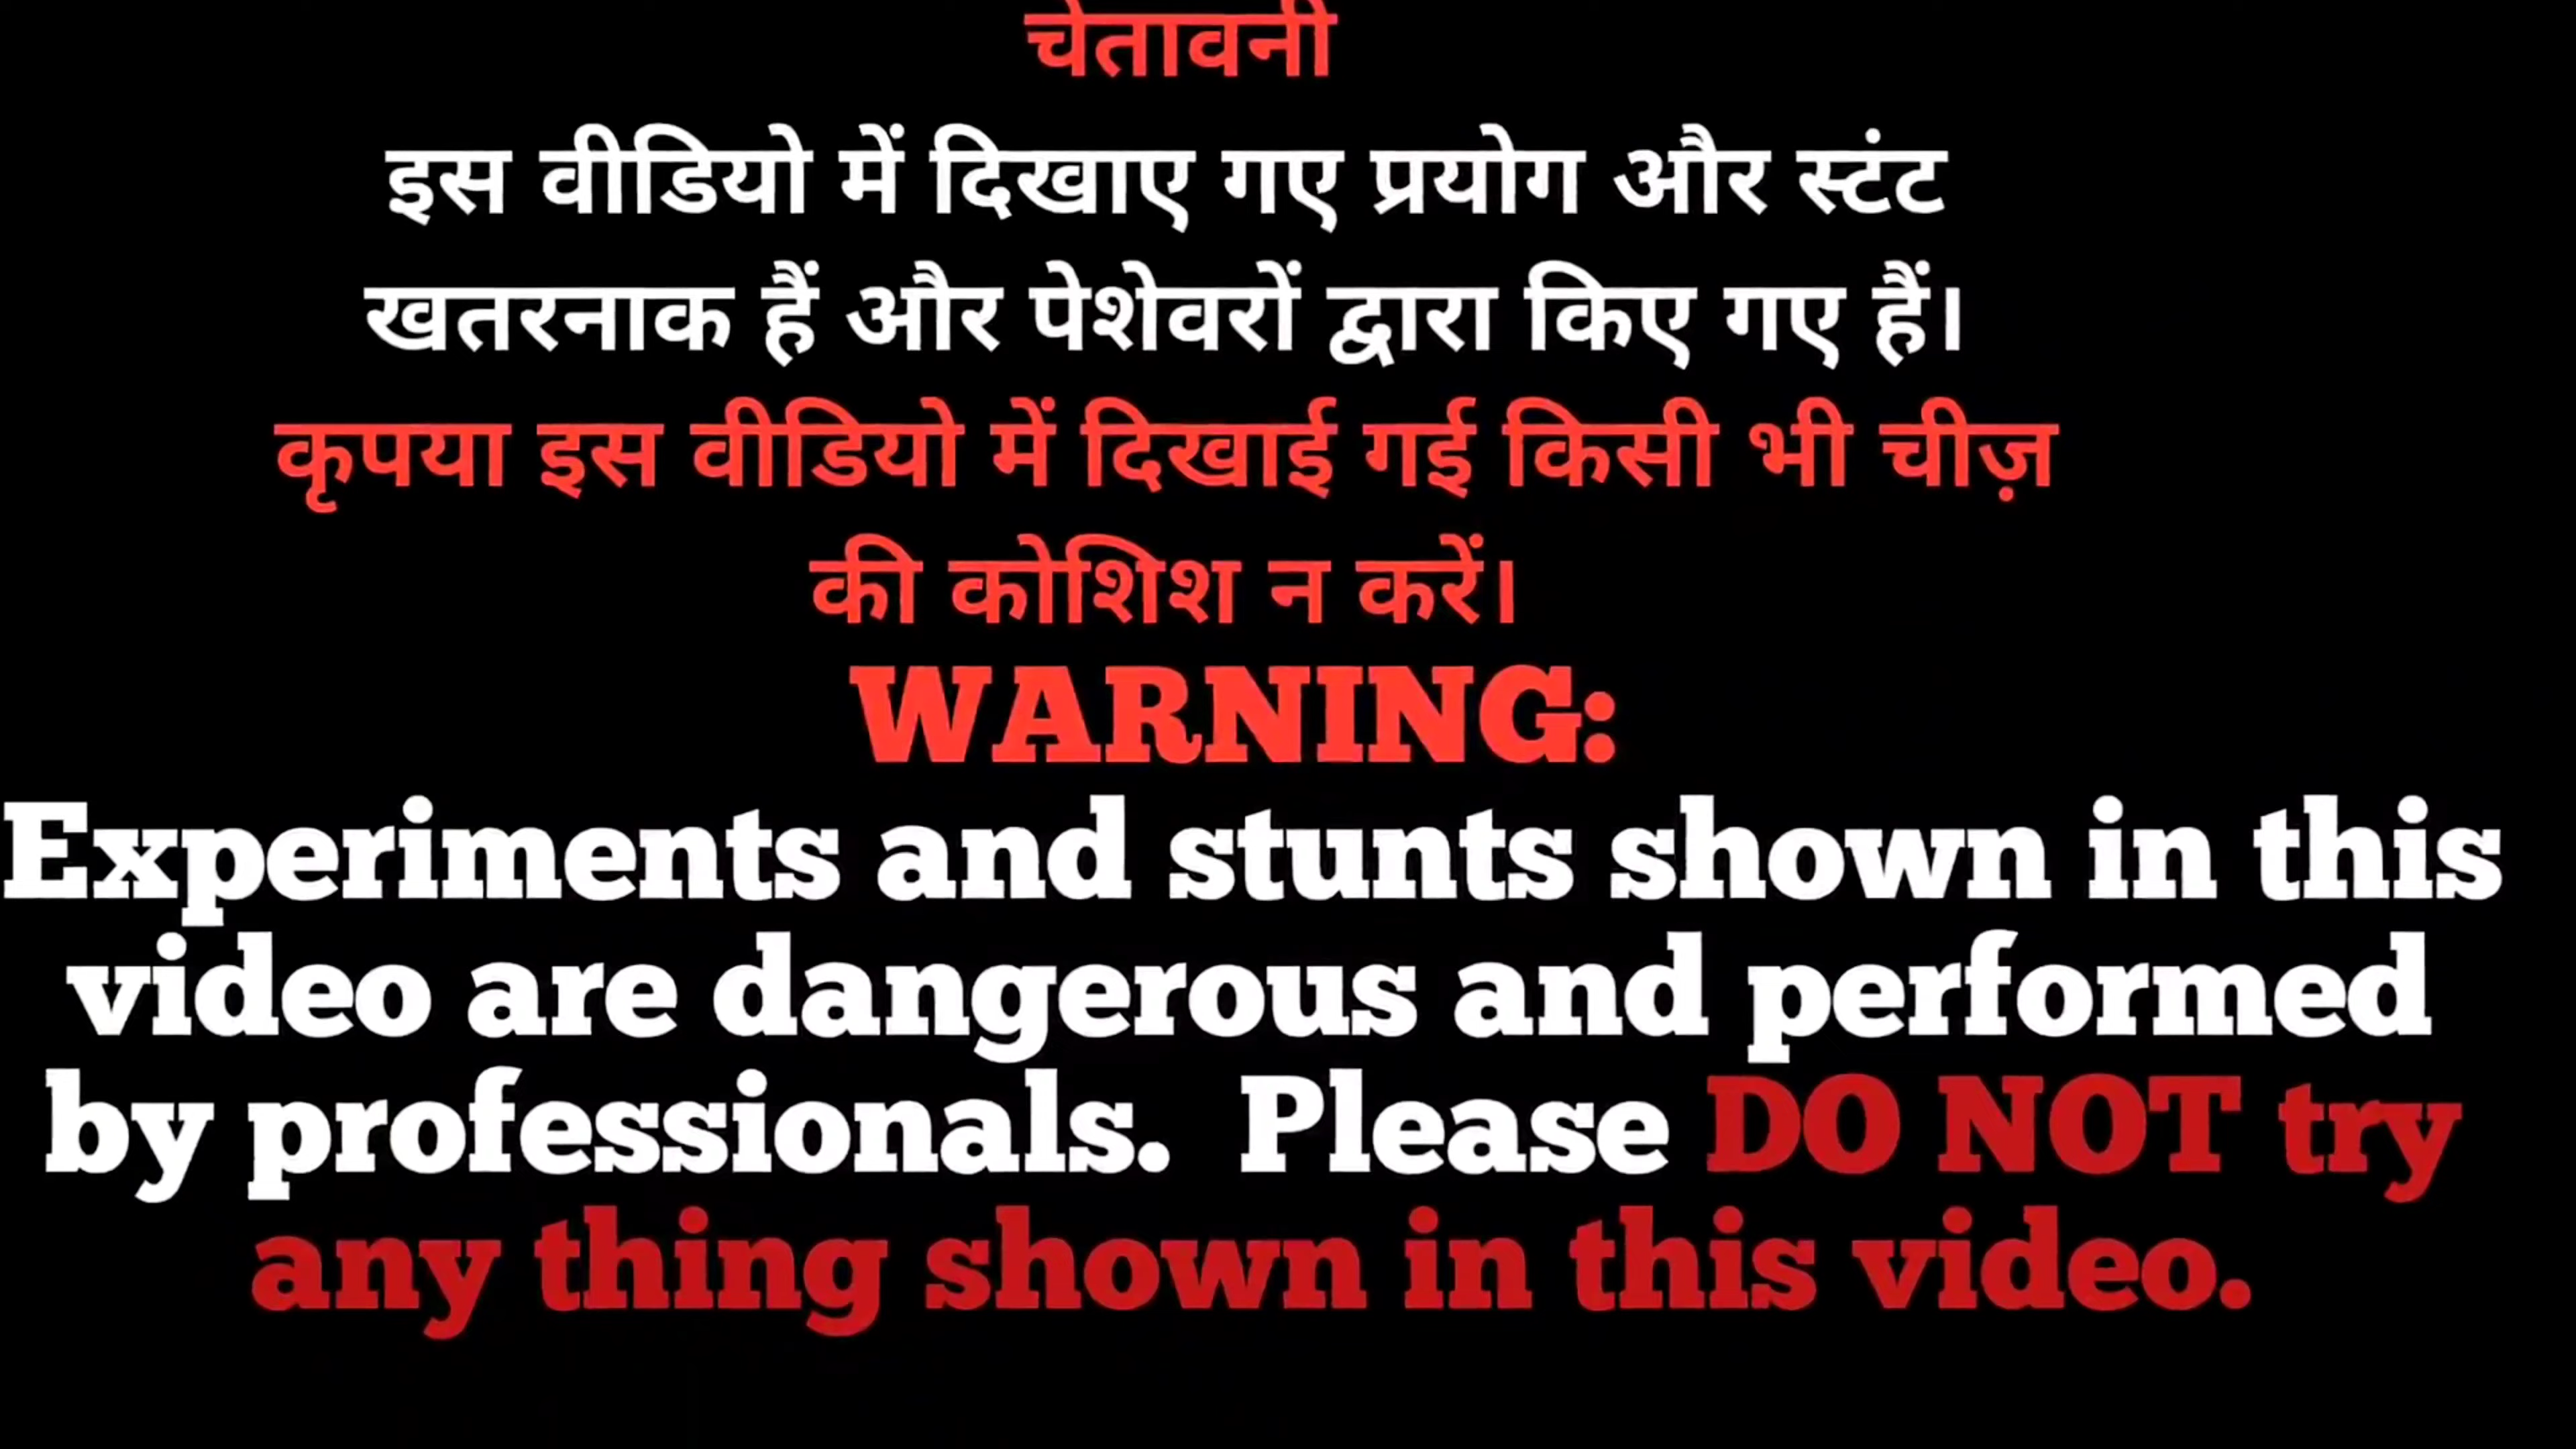 चेतावनी
इस वीडियो में दिखाए गए प्रयोग और स्टंट
खतरनाक हैं और पेशेवरों द्वारा किए गए हैं।
कृपया इस वीडियो में दिखाई गई किसी भी चीज़
की कोशिश न करें।
WARNING:
Experiments and stunts shown in this
video are dangerous and performed
by professionals.  Please DO NOT try
any thing shown in this video.